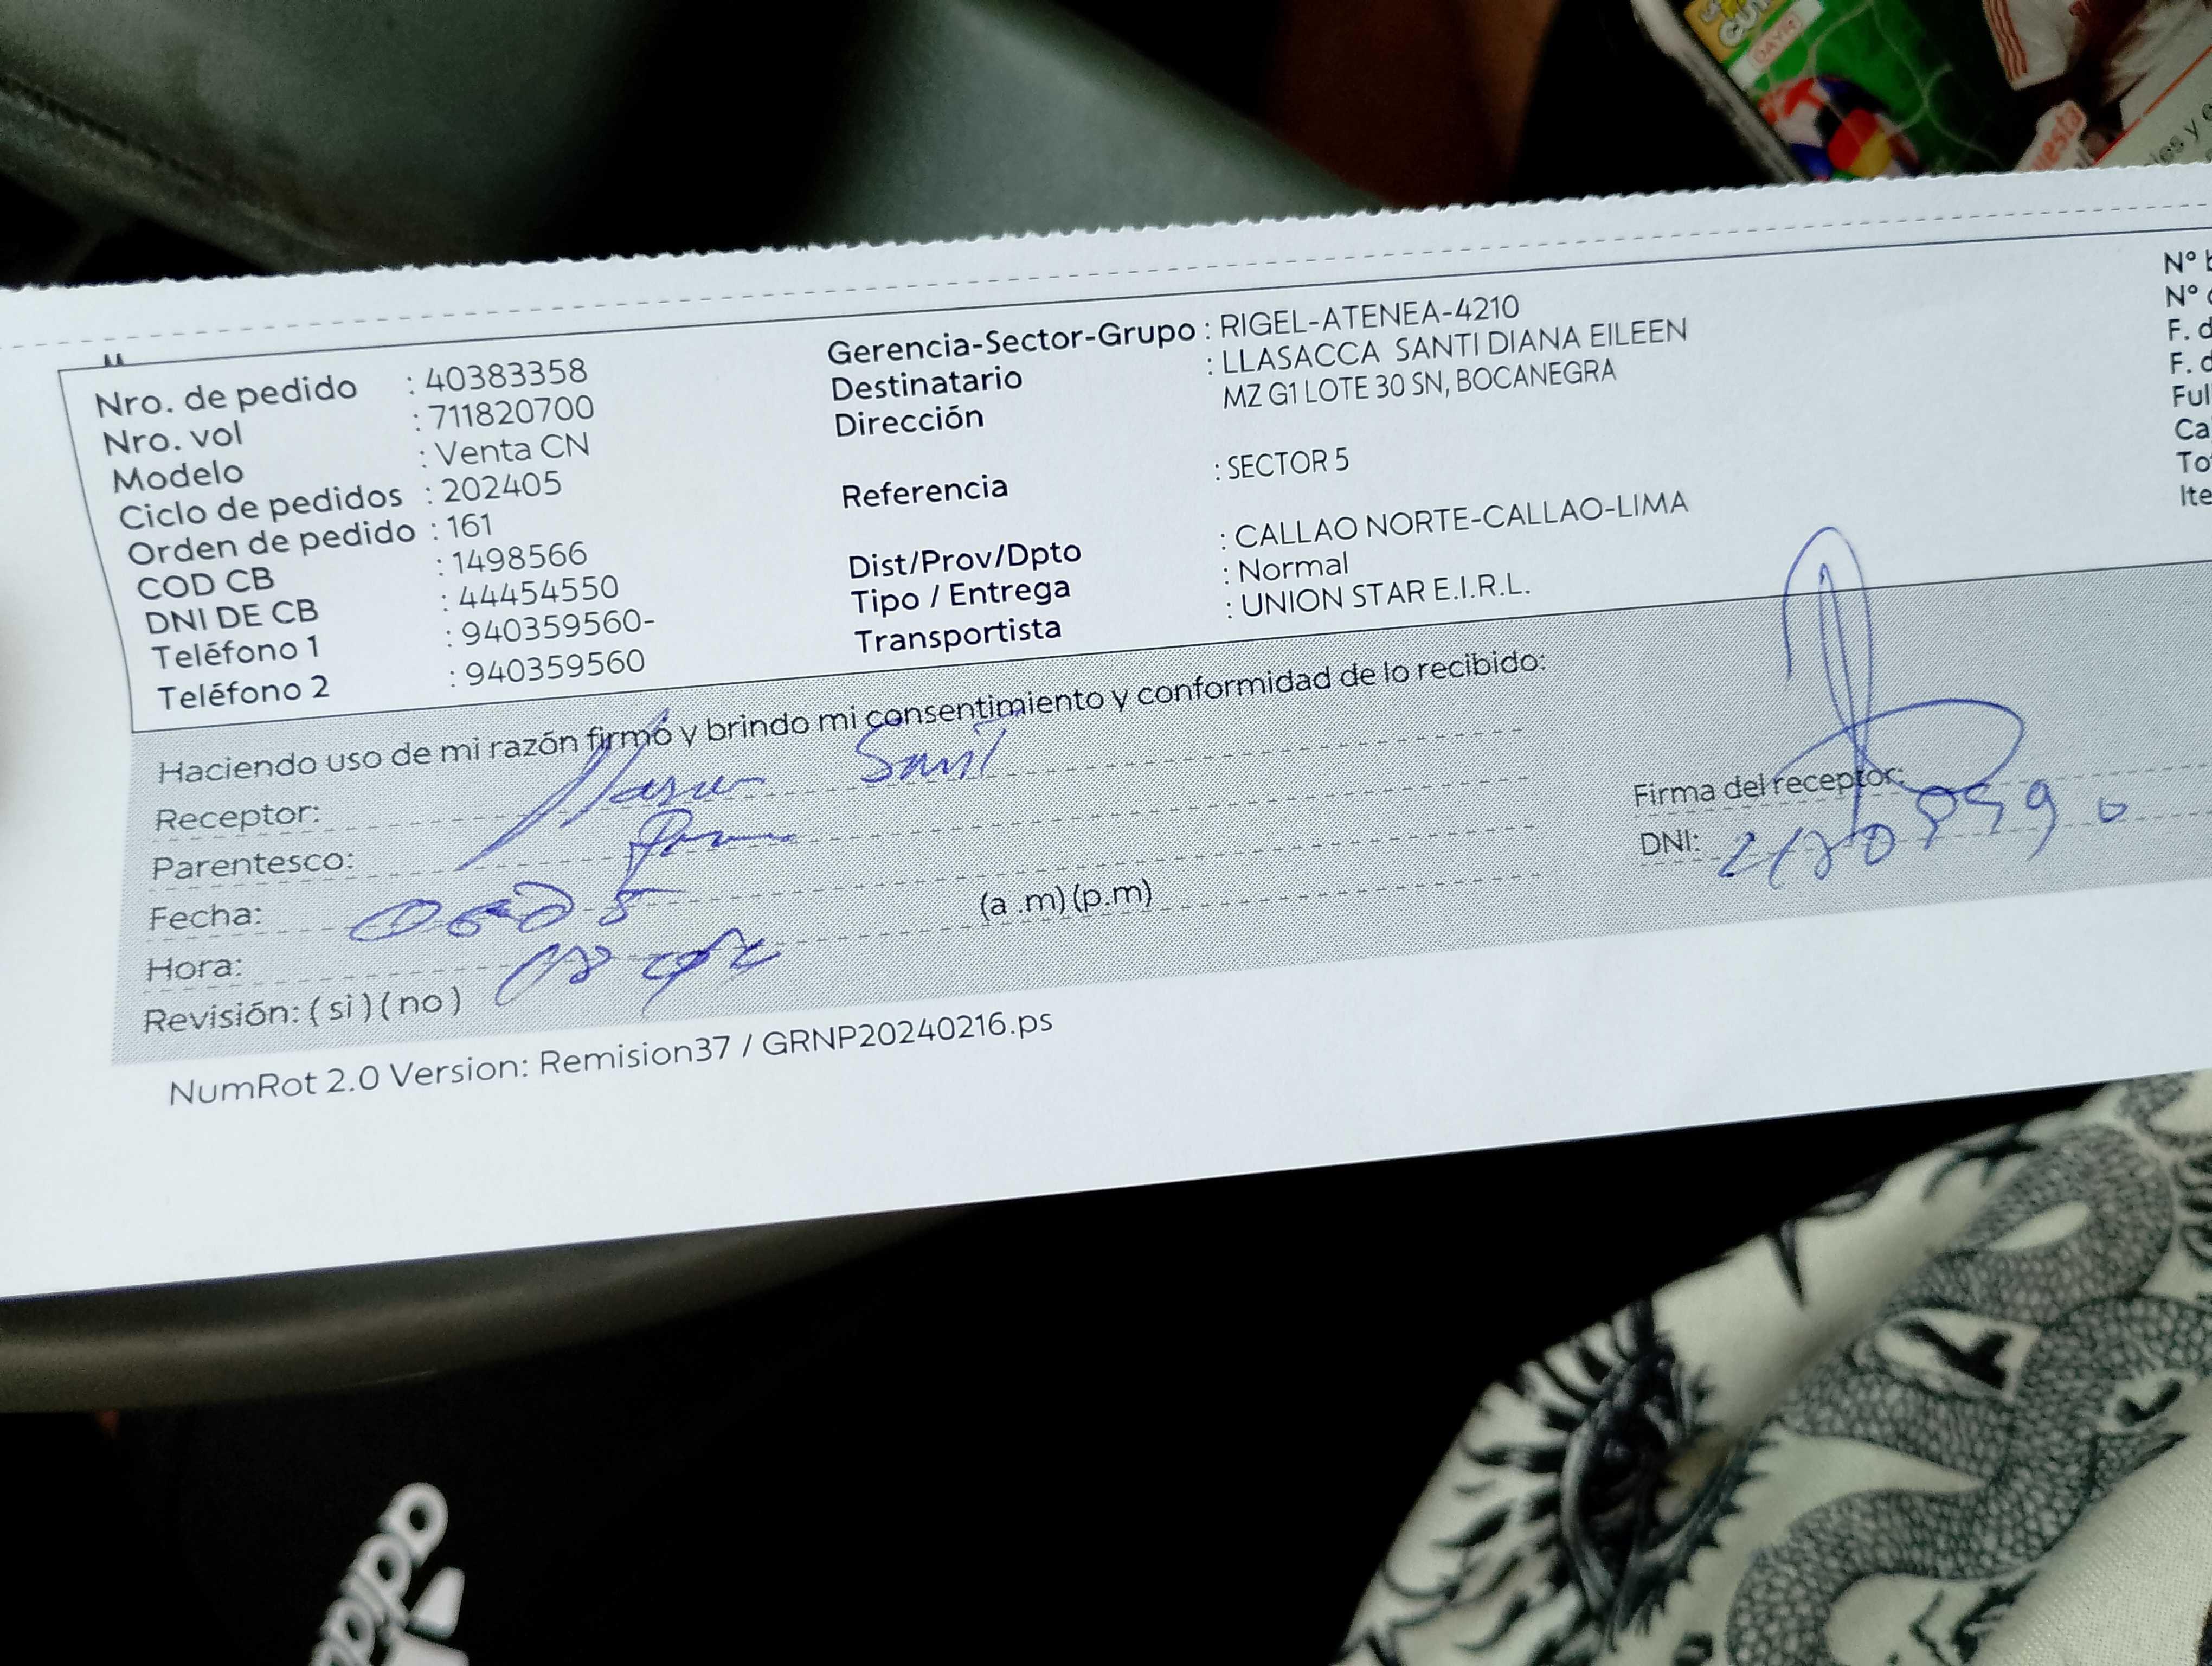 Nro. de pedido : 40383358
Nro. vol : 711820700
Modelo : Venta CN
Ciclo de pedidos : 202405
Orden de pedido : 161
COD CB : 1498566
DNI DE CB : 44454550
Teléfono 1 : 940359560-
Teléfono 2 : 940359560
Gerencia-Sector-Grupo : RIGEL-ATENEA-4210
Destinatario : LLASACCA SANTI DIANA EILEEN
Dirección MZ G1 LOTE 30 SN, BOCANEGRA
Referencia : SECTOR 5
Dist/Prov/Dpto : CALLAO NORTE-CALLAO-LIMA
Tipo / Entrega : Normal
Transportista : UNION STAR E.I.R.L.
N°
N°
F. d
F. d
Ful
Ca
To
Ite
Haciendo uso de mi razón firmó y brindo mi consentimiento y conformidad de lo recibido:
Receptor:
Parentesco:
Fecha:
Hora: (a .m) (p.m)
Revisión: ( si ) ( no )
Firma del receptor:
DNI:
NumRot 2.0 Version: Remision37 / GRNP20240216.ps
adidas